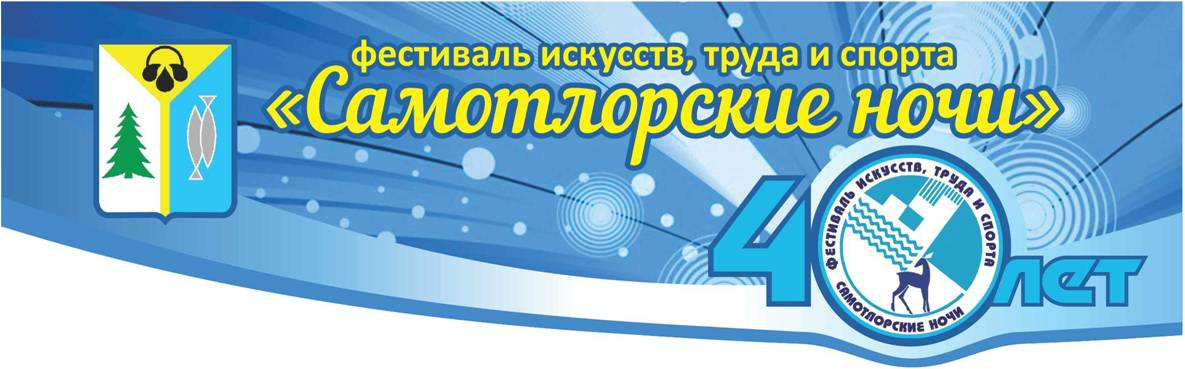 фестиваль искусств, труда и спорта
«Самотлорские ночи»
40 лет
ФЕСТИВАЛЬ ИСКУССТВ, ТРУДА И СПОРТА
САМОТЛОРСКИЕ НОЧИ